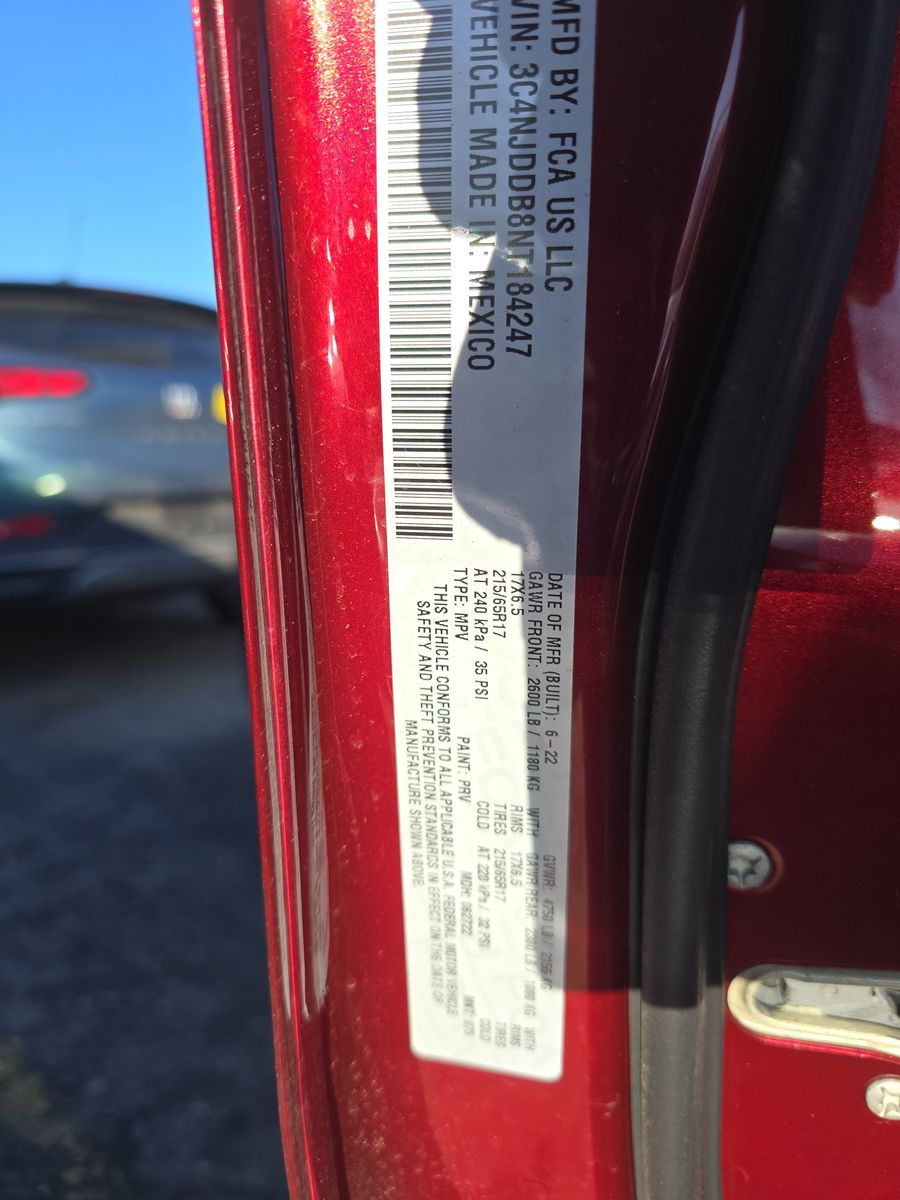 MFD BY: FCA US LLC
VIN: 3C4NJDDB8NT184247
VEHICLE MADE IN: MEXICO
DATE OF MFR (BUILT): 6-22 GVWR: 4750 LB / 2155 KG
GAWR FRONT: 2600 LB / 1180 KG WITH GAWR REAR: LB / KG WITH
17X6.5 RIMS 17X6.5 RIMS
215/65R17 TIRES 215/65R17 TIRES
AT 240 kPa / 35 PSI COLD AT 220 kPa / 32 PSI COLD
TYPE: MPV PAINT: PRV MDH: 062722 MKT:
THIS VEHICLE CONFORMS TO ALL APPLICABLE U.S.A. FEDERAL MOTOR VEHICLE
SAFETY AND THEFT PREVENTION STANDARDS IN EFFECT ON THE DATE OF
MANUFACTURE SHOWN ABOVE.